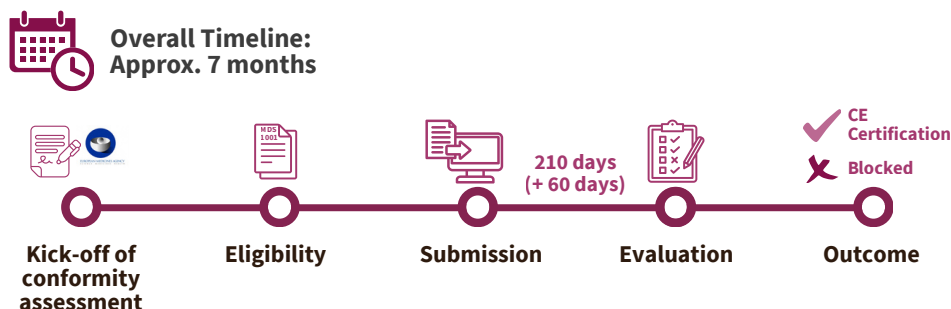 Overall Timeline:
Approx. 7 months
MDS
1001
CE
Certification
Blocked
210 days
(+ 60 days)
Kick-off of
conformity
assessment
Eligibility
Submission
Evaluation
Outcome